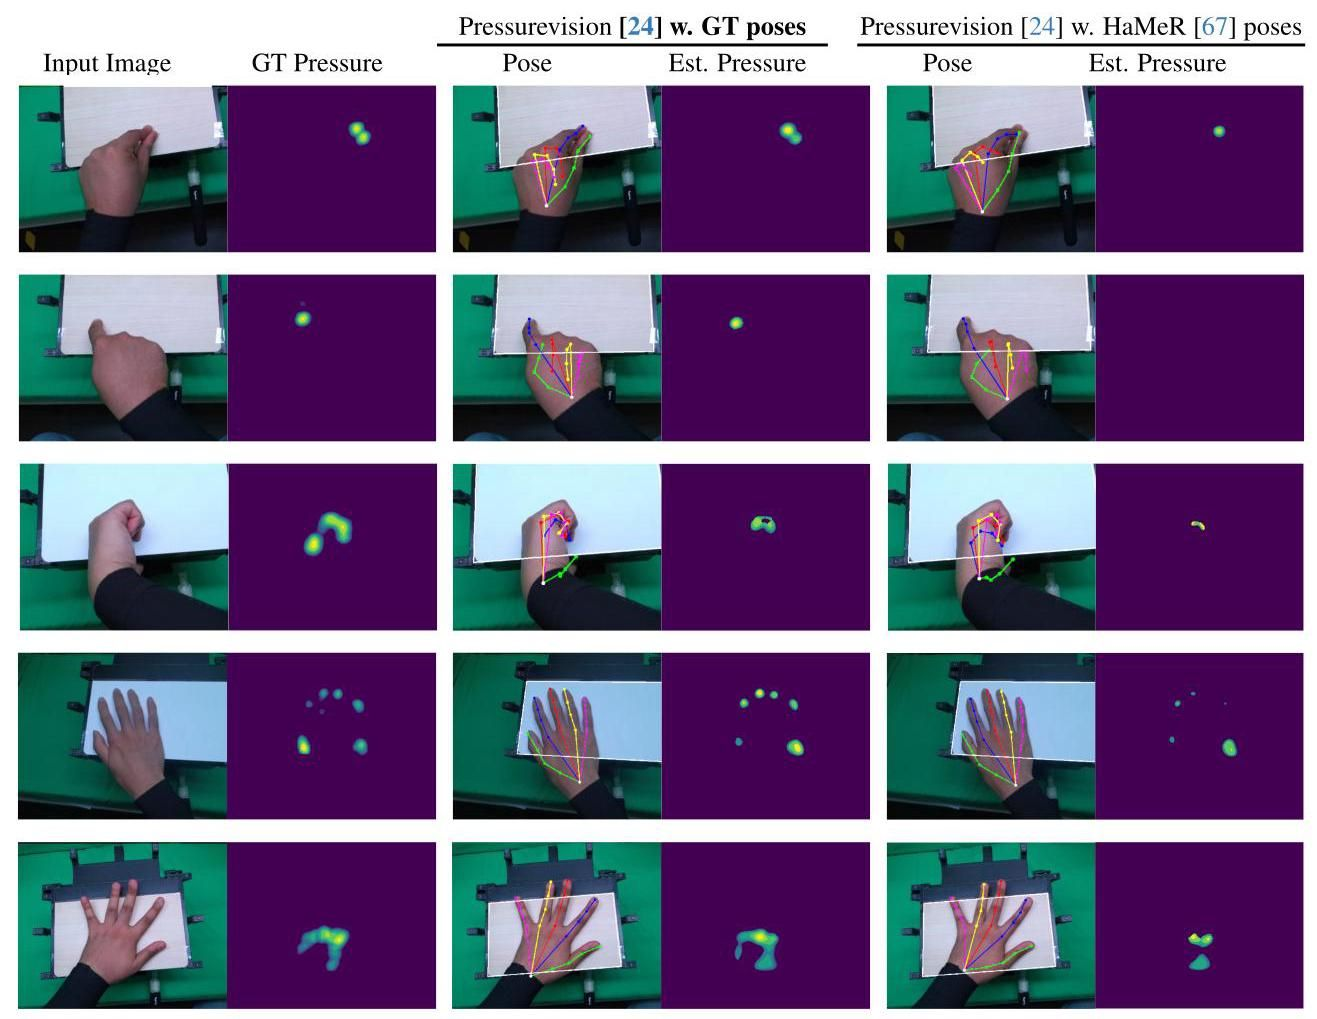 Pressurevision [24] w. GT poses
Pressurevision [24] w. HaMeR [67] poses
Input Image
GT Pressure
Pose
Est. Pressure
Pose
Est. Pressure